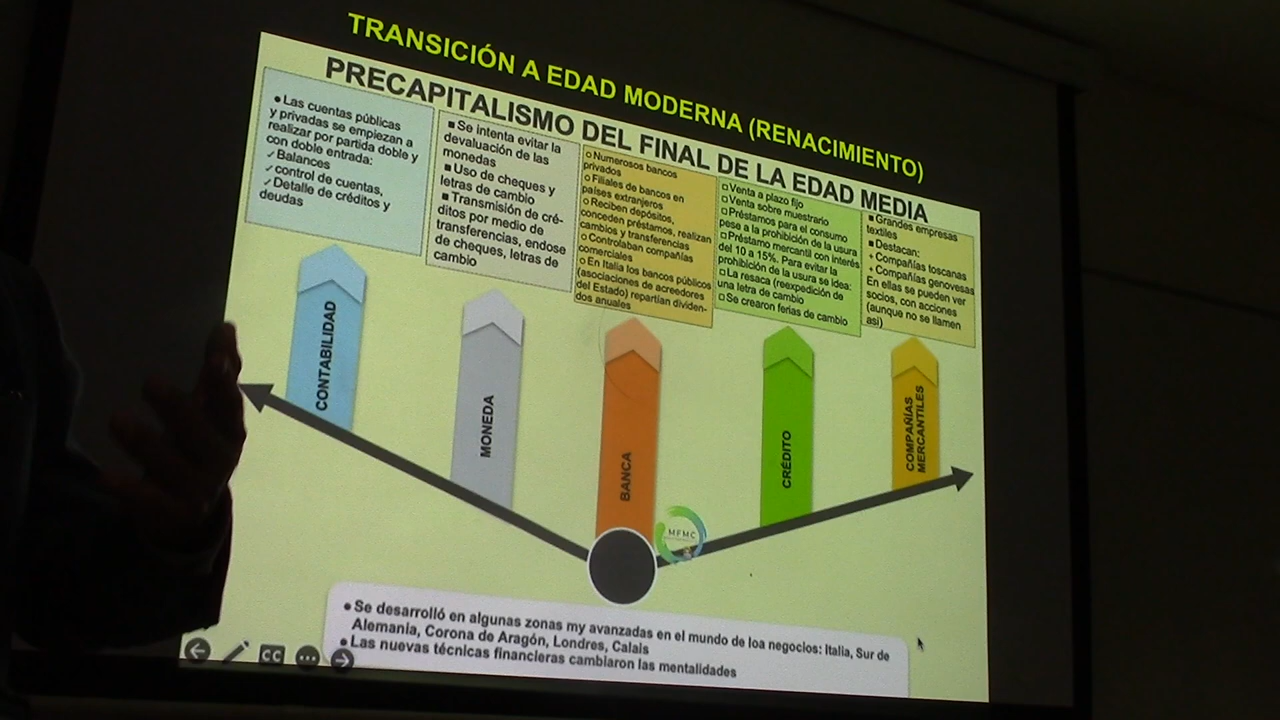 TRANSICIÓN A EDAD MODERNA (RENACIMIENTO)
PRECAPITALISMO DEL FINAL DE LA EDAD MEDIA
● Las cuentas públicas
y privadas se empiezan a
realizar por partida doble y
con doble entrada:
✓ Balances
✓ control de cuentas,
✓ Detalle de créditos y
deudas
■ Se intenta evitar la
devaluación de las
monedas
■ Uso de cheques y
letras de cambio
■ Transmisión de cré-
ditos por medio de
transferencias, endose
de cheques, letras de
cambio
o Numerosos bancos
privados
o Filiales de bancos en
países extranjeros
o Reciben depósitos,
conceden préstamos, realizan
cambios y transferencias
o Controlaban compañías
comerciales
o En Italia los bancos públicos
(asociaciones de acreedores
del Estado) repartían dividen-
dos anuales
□ Venta a plazo fijo
□ Venta sobre muestrario
□ Préstamos para el consumo
pese a la prohibición de la usura
□ Préstamo mercantil con interés
del 10 a 15%. Para evitar la
prohibición de la usura se idea:
□ La resaca (reexpedición de
una letra de cambio
□ Se crearon ferias de cambio
■ Grandes empresas
textiles
■ Destacan:
+ Compañías toscanas
+ Compañías genovesas
En ellas se pueden ver
socios, con acciones
(aunque no se llamen
asi)
CONTABILIDAD
MONEDA
BANCA
CRÉDITO
COMPAÑÍAS
MERCANTILES
MFMC
● Se desarrolló en algunas zonas my avanzadas en el mundo de loa negocios: Italia, Sur de
Alemania, Corona de Aragón, Londres, Calais
● Las nuevas técnicas financieras cambiaron las mentalidades
CC